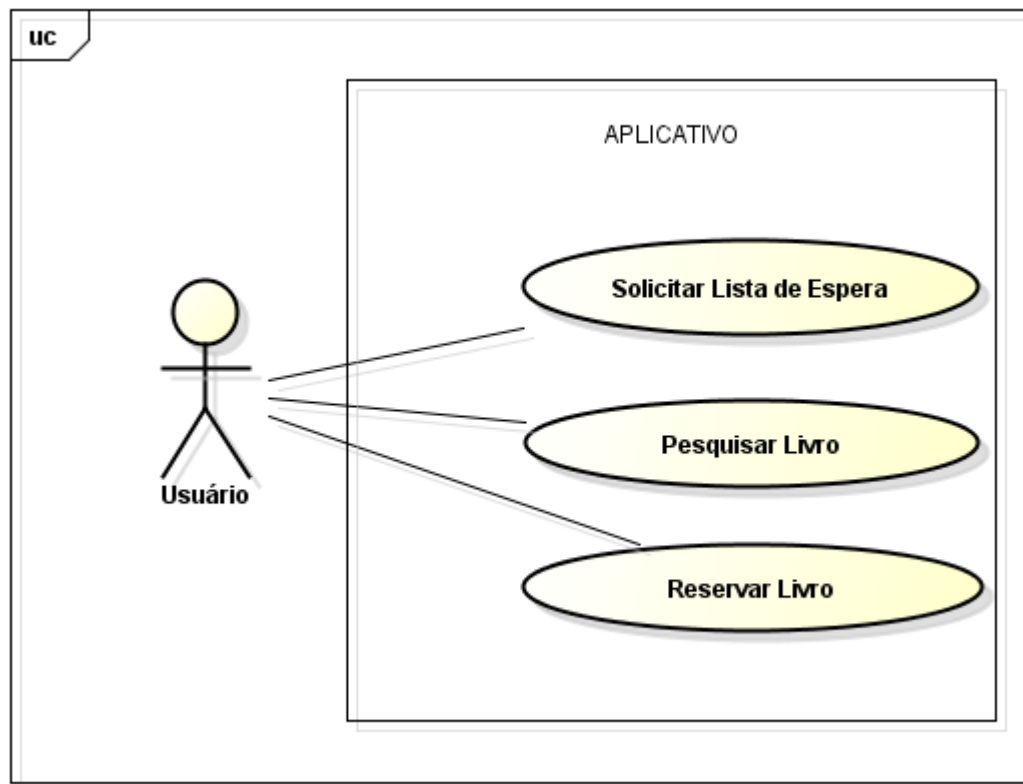 uc
APLICATIVO
Solicitar Lista de Espera
Pesquisar Livro
Usuário
Reservar Livro